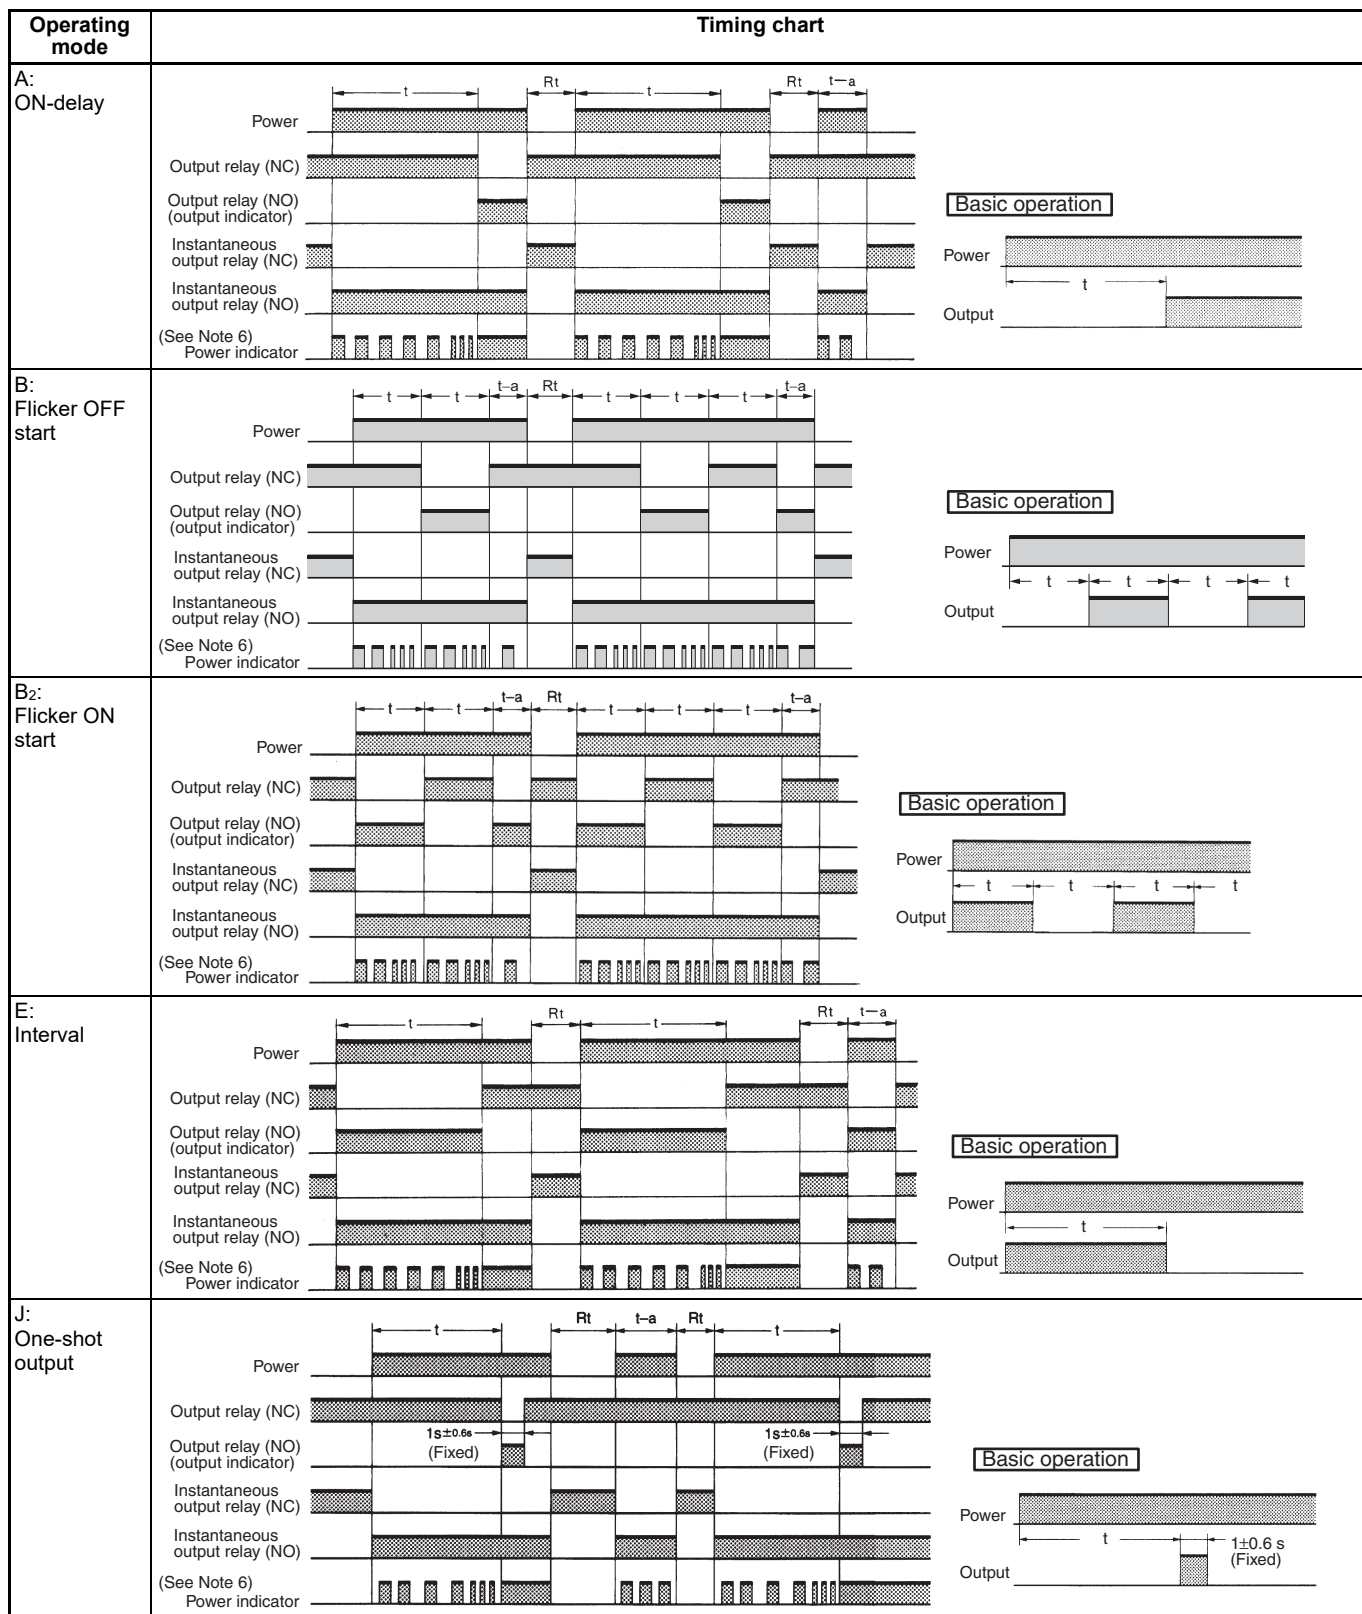 Operating
mode
Timing chart
A:
ON-delay
t Rt t Rt t–a
Power
Output relay (NC)
Output relay (NO)
(output indicator)
Instantaneous
output relay (NC)
Instantaneous
output relay (NO)
(See Note 6)
Power indicator
Basic operation
Power
t
Output
B:
Flicker OFF
start
t t t–a Rt t t t t–a
Power
Output relay (NC)
Output relay (NO)
(output indicator)
Instantaneous
output relay (NC)
Instantaneous
output relay (NO)
(See Note 6)
Power indicator
Basic operation
Power
t t t t
Output
B2:
Flicker ON
start
t t t–a Rt t t t t–a
Power
Output relay (NC)
Output relay (NO)
(output indicator)
Instantaneous
output relay (NC)
Instantaneous
output relay (NO)
(See Note 6)
Power indicator
Basic operation
Power
t t t t
Output
E:
Interval
t Rt t Rt t–a
Power
Output relay (NC)
Output relay (NO)
(output indicator)
Instantaneous
output relay (NC)
Instantaneous
output relay (NO)
(See Note 6)
Power indicator
Basic operation
Power
t
Output
J:
One-shot
output
t Rt t–a Rt t
Power
Output relay (NC)
1s±0.6s 1s±0.6s
(Fixed) (Fixed)
Output relay (NO)
(output indicator)
Instantaneous
output relay (NC)
Instantaneous
output relay (NO)
(See Note 6)
Power indicator
Basic operation
Power
t 1±0.6 s
(Fixed)
Output